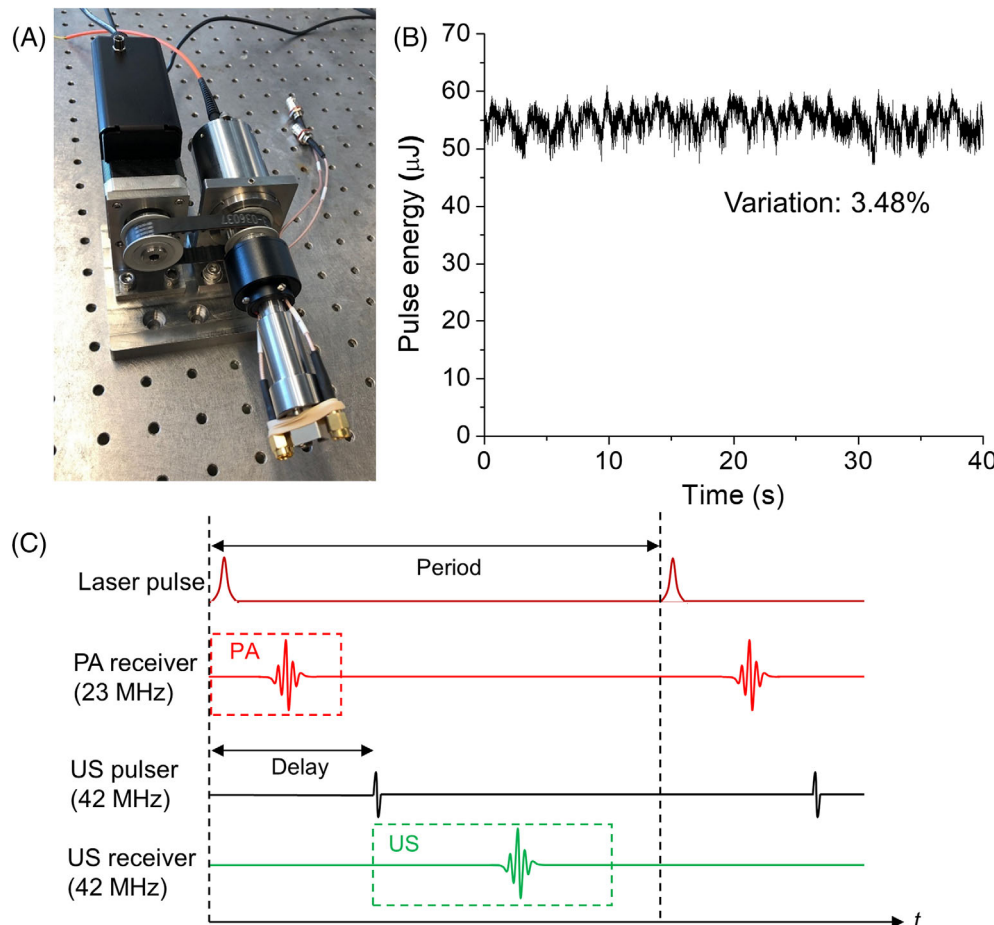 (A)
(B)
70
60
50
40
30
20
10
0
Pulse energy (μJ)
Variation: 3.48%
0
10
20
30
40
Time (s)
(C)
Period
Laser pulse
PA
PA receiver
(23 MHz)
Delay
US pulser
(42 MHz)
US
US receiver
(42 MHz)
t